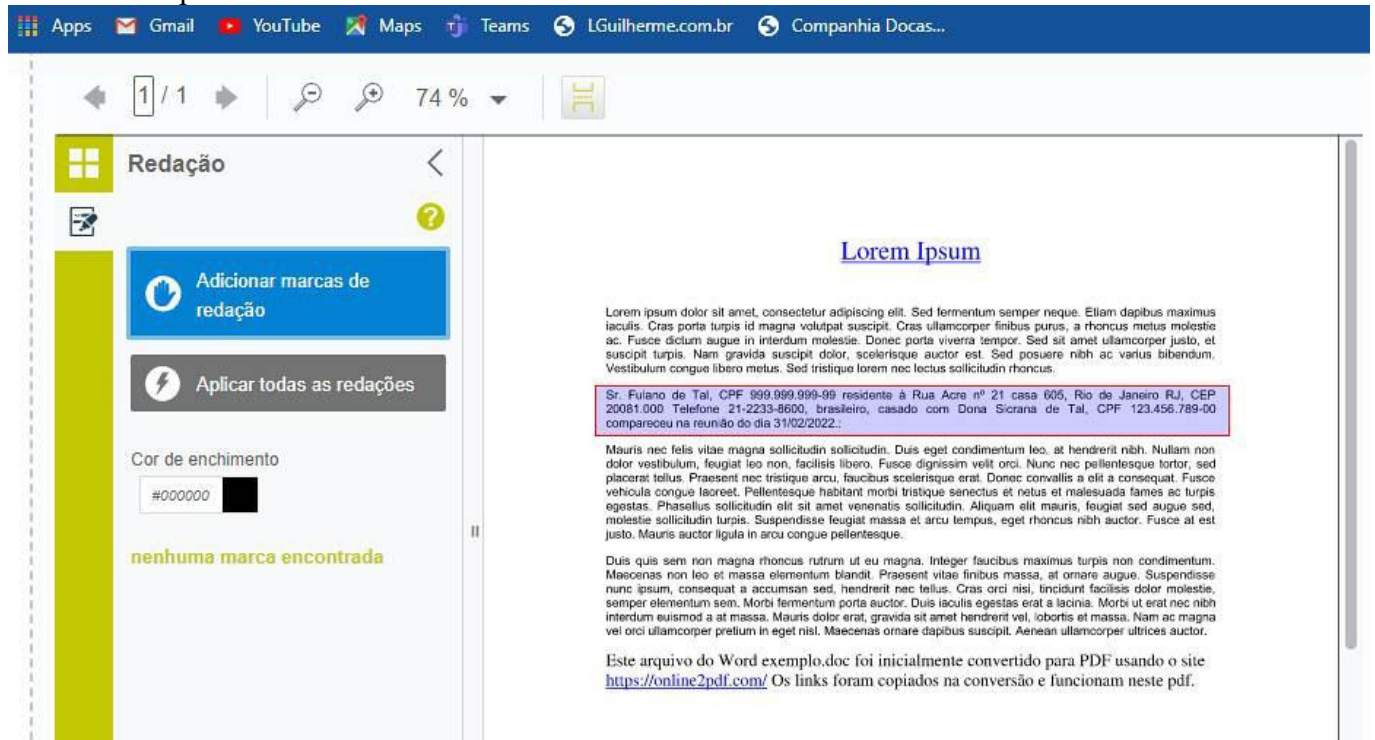 Apps Gmail YouTube Maps Teams LGuilherme.com.br Companhia Docas...
1 / 1 74 %
Redação
Adicionar marcas de
redação
Aplicar todas as redações
Cor de enchimento
#000000
nenhuma marca encontrada
Lorem Ipsum
Lorem ipsum dolor sit amet, consectetur adipiscing elit. Sed fermentum semper neque. Etiam dapibus maximus
iaculis. Cras porta turpis id magna volutpat suscipit. Cras ullamcorper finibus purus, a rhoncus metus molestie
ac. Fusce dictum augue in interdum molestie. Donec porta viverra tempor. Sed sit amet ullamcorper justo, et
suscipit turpis. Nam gravida suscipit dolor, scelerisque auctor est. Sed posuere nibh ac varius bibendum.
Vestibulum congue libero metus. Sed tristique lorem nec lectus sollicitudin rhoncus.
Sr. Fulano de Tal, CPF 999.999.999-99 residente à Rua Acre nº 21 casa 605, Rio de Janeiro RJ, CEP
20081.000 Telefone 21-2233-8600, brasileiro, casado com Dona Sicrana de Tal, CPF 123.456.789-00
compareceu na reunião do dia 31/02/2022.;
Mauris nec felis vitae magna sollicitudin sollicitudin. Duis eget condimentum leo, at hendrerit nibh. Nullam non
dolor vestibulum, feugiat leo non, facilisis libero. Fusce dignissim velit orci. Nunc nec pellentesque tortor, sed
placerat tellus. Praesent nec tristique arcu, faucibus scelerisque erat. Donec convallis a elit a consequat. Fusce
vehicula congue laoreet. Pellentesque habitant morbi tristique senectus et netus et malesuada fames ac turpis
egestas. Phasellus sollicitudin elit sit amet venenatis sollicitudin. Aliquam elit mauris, feugiat sed augue sed,
molestie sollicitudin turpis. Suspendisse feugiat massa et arcu tempus, eget rhoncus nibh auctor. Fusce at est
justo. Mauris auctor ligula in arcu congue pellentesque.
Duis quis sem non magna rhoncus rutrum ut eu magna. Integer faucibus maximus turpis non condimentum.
Maecenas non leo et massa elementum blandit. Praesent vitae finibus massa, at ornare augue. Suspendisse
nunc ipsum, consequat a accumsan sed, hendrerit nec tellus. Cras orci nisi, tincidunt facilisis dolor molestie,
semper elementum sem. Morbi fermentum porta auctor. Duis iaculis egestas erat a lacinia. Morbi ut erat nec nibh
interdum euismod a at massa. Mauris dolor erat, gravida sit amet hendrerit vel, lobortis et massa. Nam ac magna
vel orci ullamcorper pretium in eget nisl. Maecenas ornare dapibus suscipit. Aenean ullamcorper ultrices auctor.
Este arquivo do Word exemplo.doc foi inicialmente convertido para PDF usando o site
https://online2pdf.com/ Os links foram copiados na conversão e funcionam neste pdf.